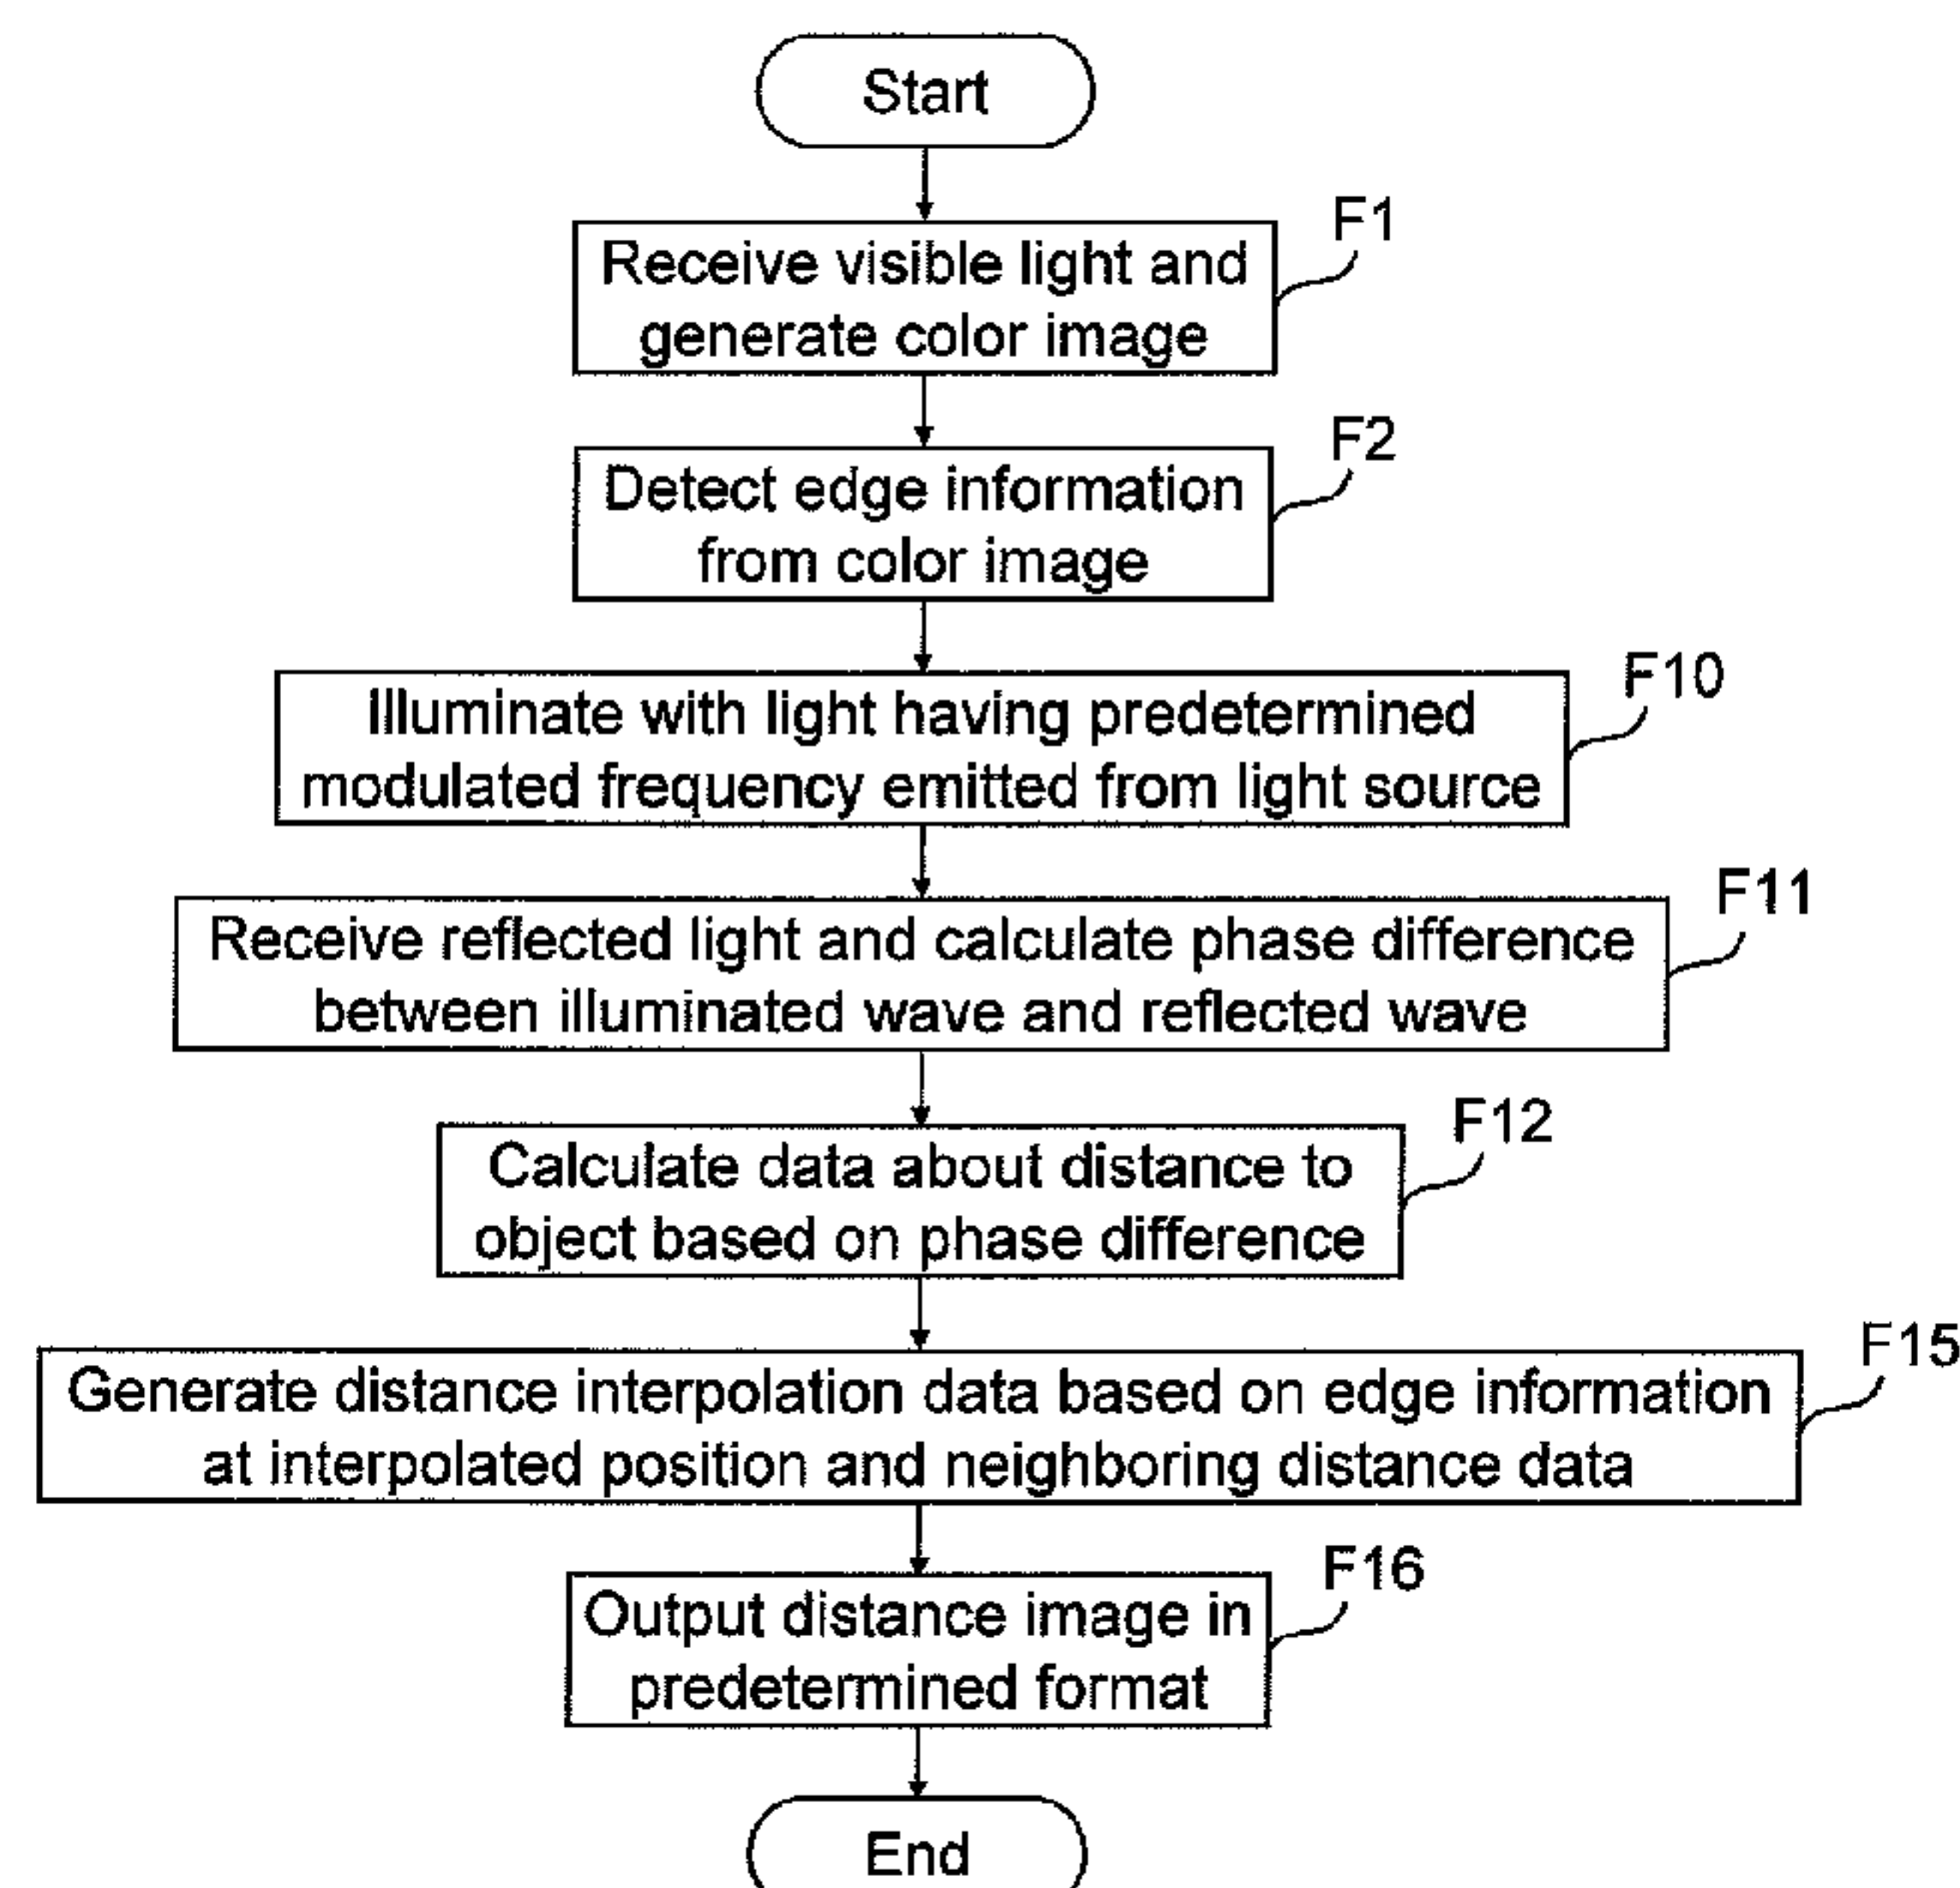 Start
F1
Receive visible light and
generate color image
F2
Detect edge information
from color image
F10
Illuminate with light having predetermined
modulated frequency emitted from light source
F11
Receive reflected light and calculate phase difference
between illuminated wave and reflected wave
F12
Calculate data about distance to
object based on phase difference
F15
Generate distance interpolation data based on edge information
at interpolated position and neighboring distance data
F16
Output distance image in
predetermined format
End